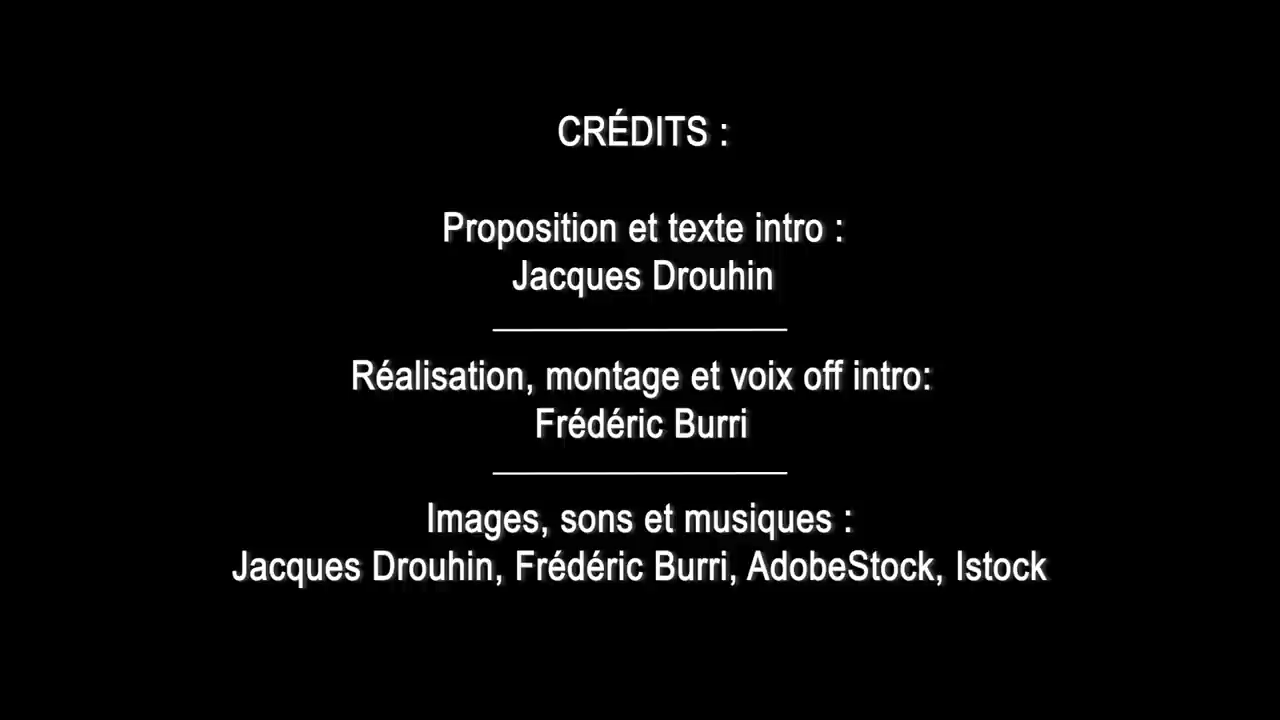 CRÉDITS :
Proposition et texte intro :
Jacques Drouhin
Réalisation, montage et voix off intro:
Frédéric Burri
Images, sons et musiques :
Jacques Drouhin, Frédéric Burri, AdobeStock, Istock